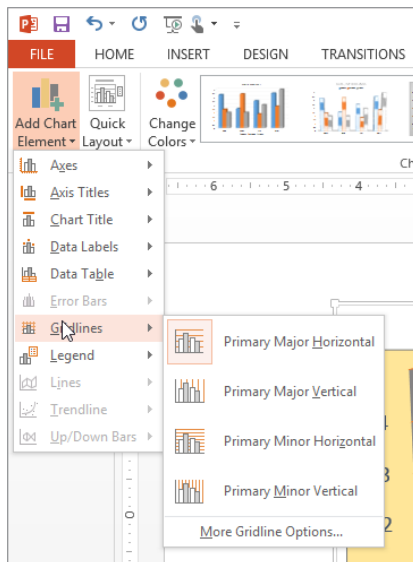 FILE HOME INSERT DESIGN TRANSITIONS
Add Chart Quick Change
Element Layout Colors
Ch
6 5 4
Axes
Axis Titles
Chart Title
Data Labels
Data Table
Error Bars
Gridlines
Legend
Lines
Trendline
Up/Down Bars
Primary Major Horizontal
Primary Major Vertical
Primary Minor Horizontal
Primary Minor Vertical
More Gridline Options...
4
3
2
0